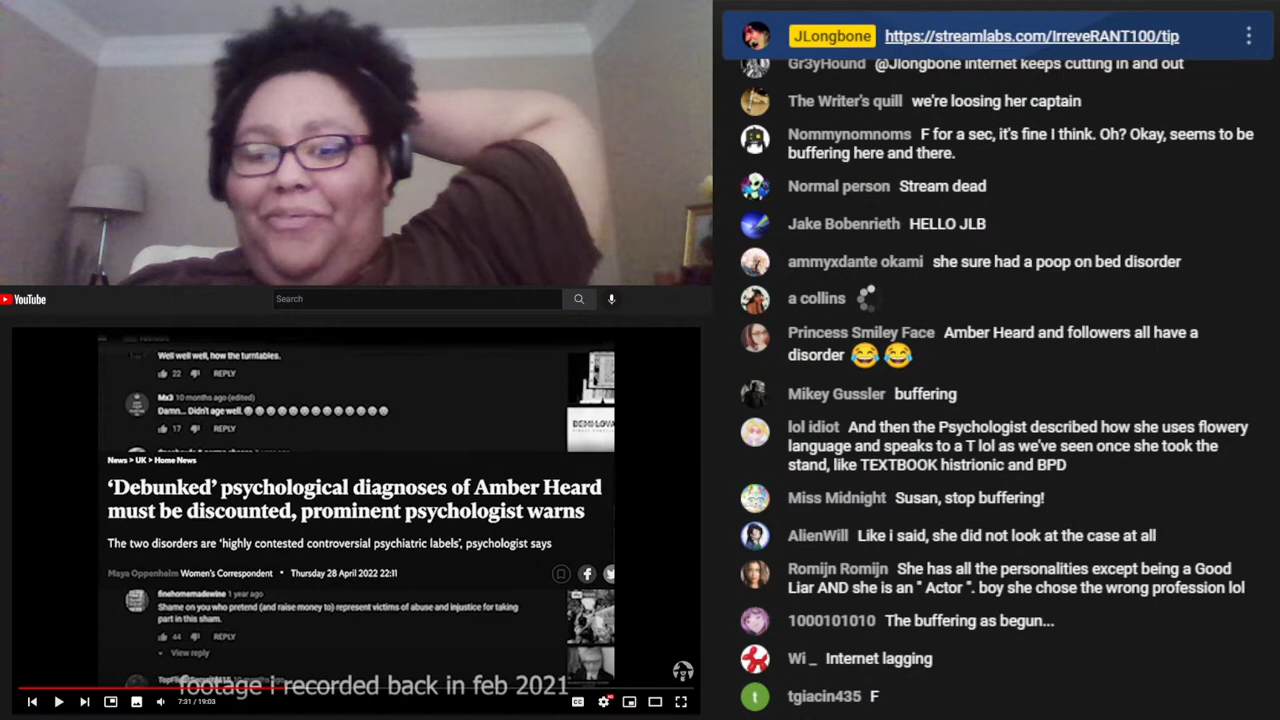 JLongbone https://streamlabs.com/IrreveRANT100/tip
Gr3yHound @Jlongbone internet keeps cutting in and out
The Writer's quill we're loosing her captain
Nommynomnoms F for a sec, it's fine I think. Oh? Okay, seems to be
buffering here and there.
Normal person Stream dead
Jake Bobenrieth HELLO JLB
ammyxdante okami she sure had a poop on bed disorder
a collins
Princess Smiley Face Amber Heard and followers all have a
disorder
Mikey Gussler buffering
lol idiot And then the Psychologist described how she uses flowery
language and speaks to a T lol as we've seen once she took the
stand, like TEXTBOOK histrionic and BPD
Miss Midnight Susan, stop buffering!
AlienWill Like i said, she did not look at the case at all
Romijn Romijn She has all the personalities except being a Good
Liar AND she is an " Actor ". boy she chose the wrong profession lol
1000101010 The buffering as begun...
Wi _ Internet lagging
tgiacin435 F
YouTube
Search
Well well well, how the turntables.
22 REPLY
Mx3 10 months ago (edited)
Damn... Didn't age well.
17 REPLY
DEMI LOVA
News > UK > Home News
‘Debunked’ psychological diagnoses of Amber Heard
must be discounted, prominent psychologist warns
The two disorders are ‘highly contested controversial psychiatric labels’, psychologist says
Maya Oppenheim Women's Correspondent • Thursday 28 April 2022 22:11
finehomemadewine 1 year ago
Shame on you who pretend (and raise money to) represent victims of abuse and injustice for taking
part in this sham.
44 REPLY
View reply
footage i recorded back in feb 2021
7:31 / 19:03